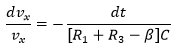 dv_x/v_x = − dt/[R_1 + R_3 − β]C